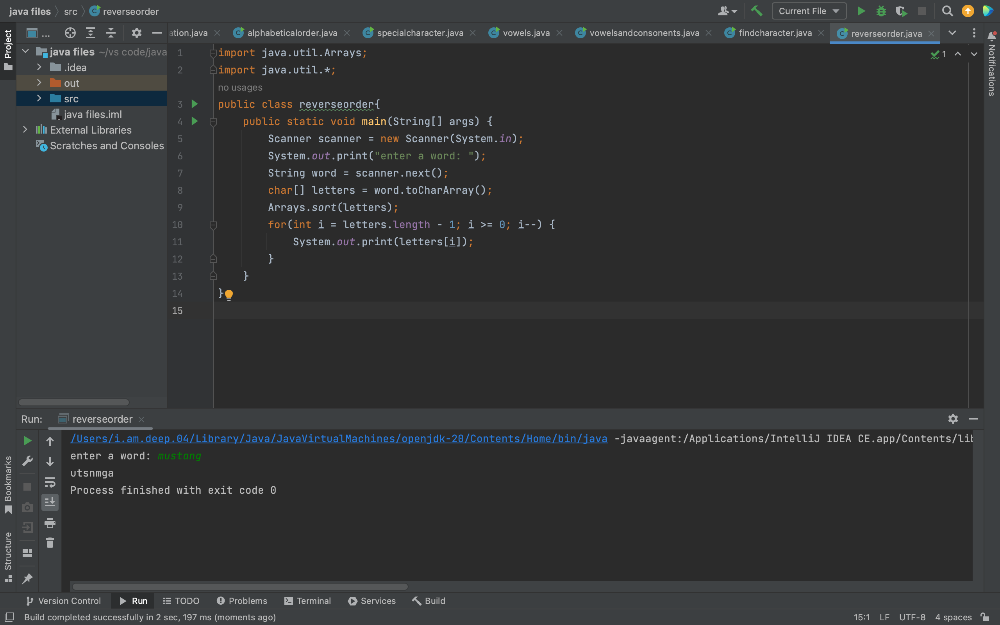 java files src reverseorder
Current File
Project
...
ation.java alphabeticalorder.java specialcharacter.java vowels.java vowelsandconsonents.java findcharacter.java reverseorder.java
Notifications
java files ~/vs code/java
.idea
out
src
java files.iml
External Libraries
Scratches and Consoles
1 import java.util.Arrays;
2 import java.util.*;
no usages
3 public class reverseorder{
4 public static void main(String[] args) {
5 Scanner scanner = new Scanner(System.in);
6 System.out.print("enter a word: ");
7 String word = scanner.next();
8 char[] letters = word.toCharArray();
9 Arrays.sort(letters);
10 for(int i = letters.length - 1; i >= 0; i--) {
11 System.out.print(letters[i]);
12 }
13 }
14 }
15
1
Run: reverseorder
/Users/i.am.deep.04/Library/Java/JavaVirtualMachines/openjdk-20/Contents/Home/bin/java -javaagent:/Applications/IntelliJ IDEA CE.app/Contents/lib
enter a word: mustang
utsnmga
Process finished with exit code 0
Bookmarks
Structure
Version Control Run TODO Problems Terminal Services Build
Build completed successfully in 2 sec, 197 ms (moments ago) 15:1 LF UTF-8 4 spaces